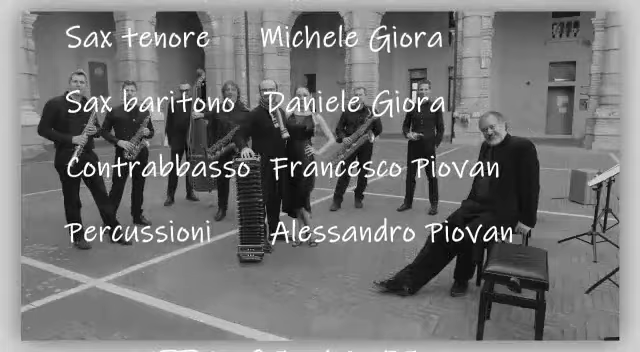 Sax tenore Michele Giora
Sax baritono Daniele Giora
Contrabbasso Francesco Piovan
Percussioni Alessandro Piovan